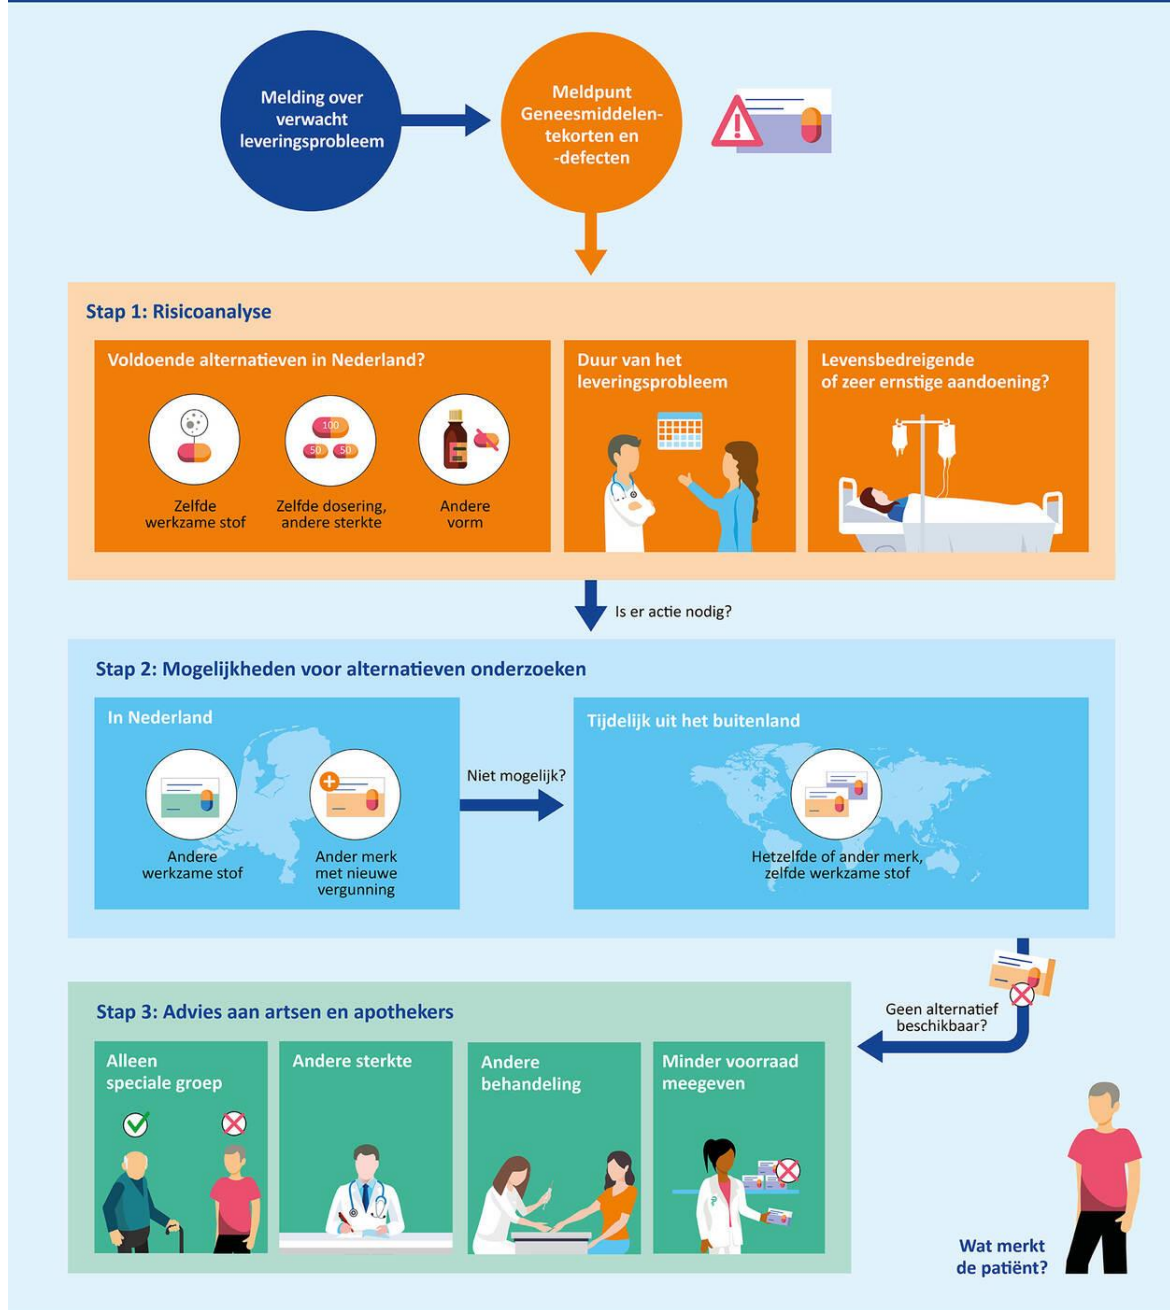 Melding over
verwacht
leveringsprobleem
Meldpunt
Geneesmiddelen-
tekorten en
-defecten
Stap 1: Risicoanalyse
Voldoende alternatieven in Nederland?
Zelfde
werkzame stof
100
50 50
Zelfde dosering,
andere sterkte
Andere
vorm
Duur van het
leveringsprobleem
Levensbedreigende
of zeer ernstige aandoening?
Is er actie nodig?
Stap 2: Mogelijkheden voor alternatieven onderzoeken
In Nederland
Andere
werkzame stof
Ander merk
met nieuwe
vergunning
Niet mogelijk?
Tijdelijk uit het buitenland
Hetzelfde of ander merk,
zelfde werkzame stof
Geen alternatief
beschikbaar?
Stap 3: Advies aan artsen en apothekers
Alleen
speciale groep
Andere sterkte
Andere
behandeling
Minder voorraad
meegeven
Wat merkt
de patiënt?